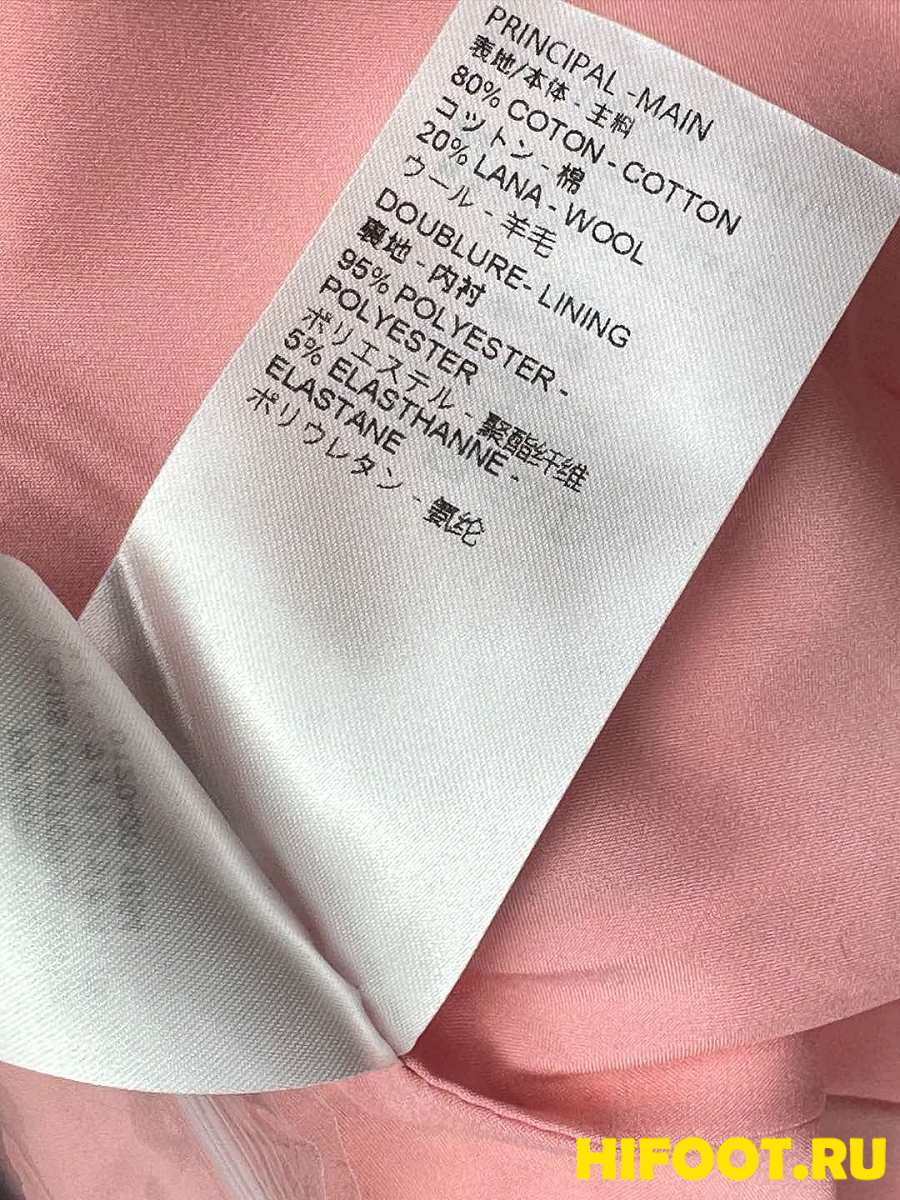 PRINCIPAL -MAIN
表地/本体 - 主料
80% COTON - COTTON
コットン - 棉
20% LANA - WOOL
ウール - 羊毛
DOUBLURE- LINING
裏地 - 内衬
95% POLYESTER -
POLYESTER
ポリエステル - 聚酯纤维
5% ELASTHANNE -
ELASTANE
ポリウレタン - 氨纶
HIFOOT.RU